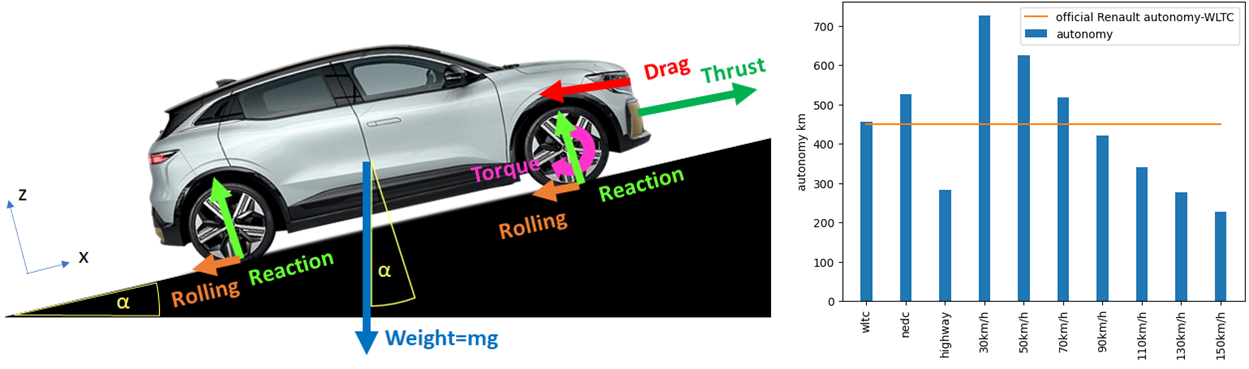 Drag
Thrust
Torque
Reaction
Rolling
z
x
α
Reaction
Rolling
α
Weight=mg
official Renault autonomy-WLTC
autonomy
autonomy km
700
600
500
400
300
200
100
0
wltc
nedc
highway
30km/h
50km/h
70km/h
90km/h
110km/h
130km/h
150km/h